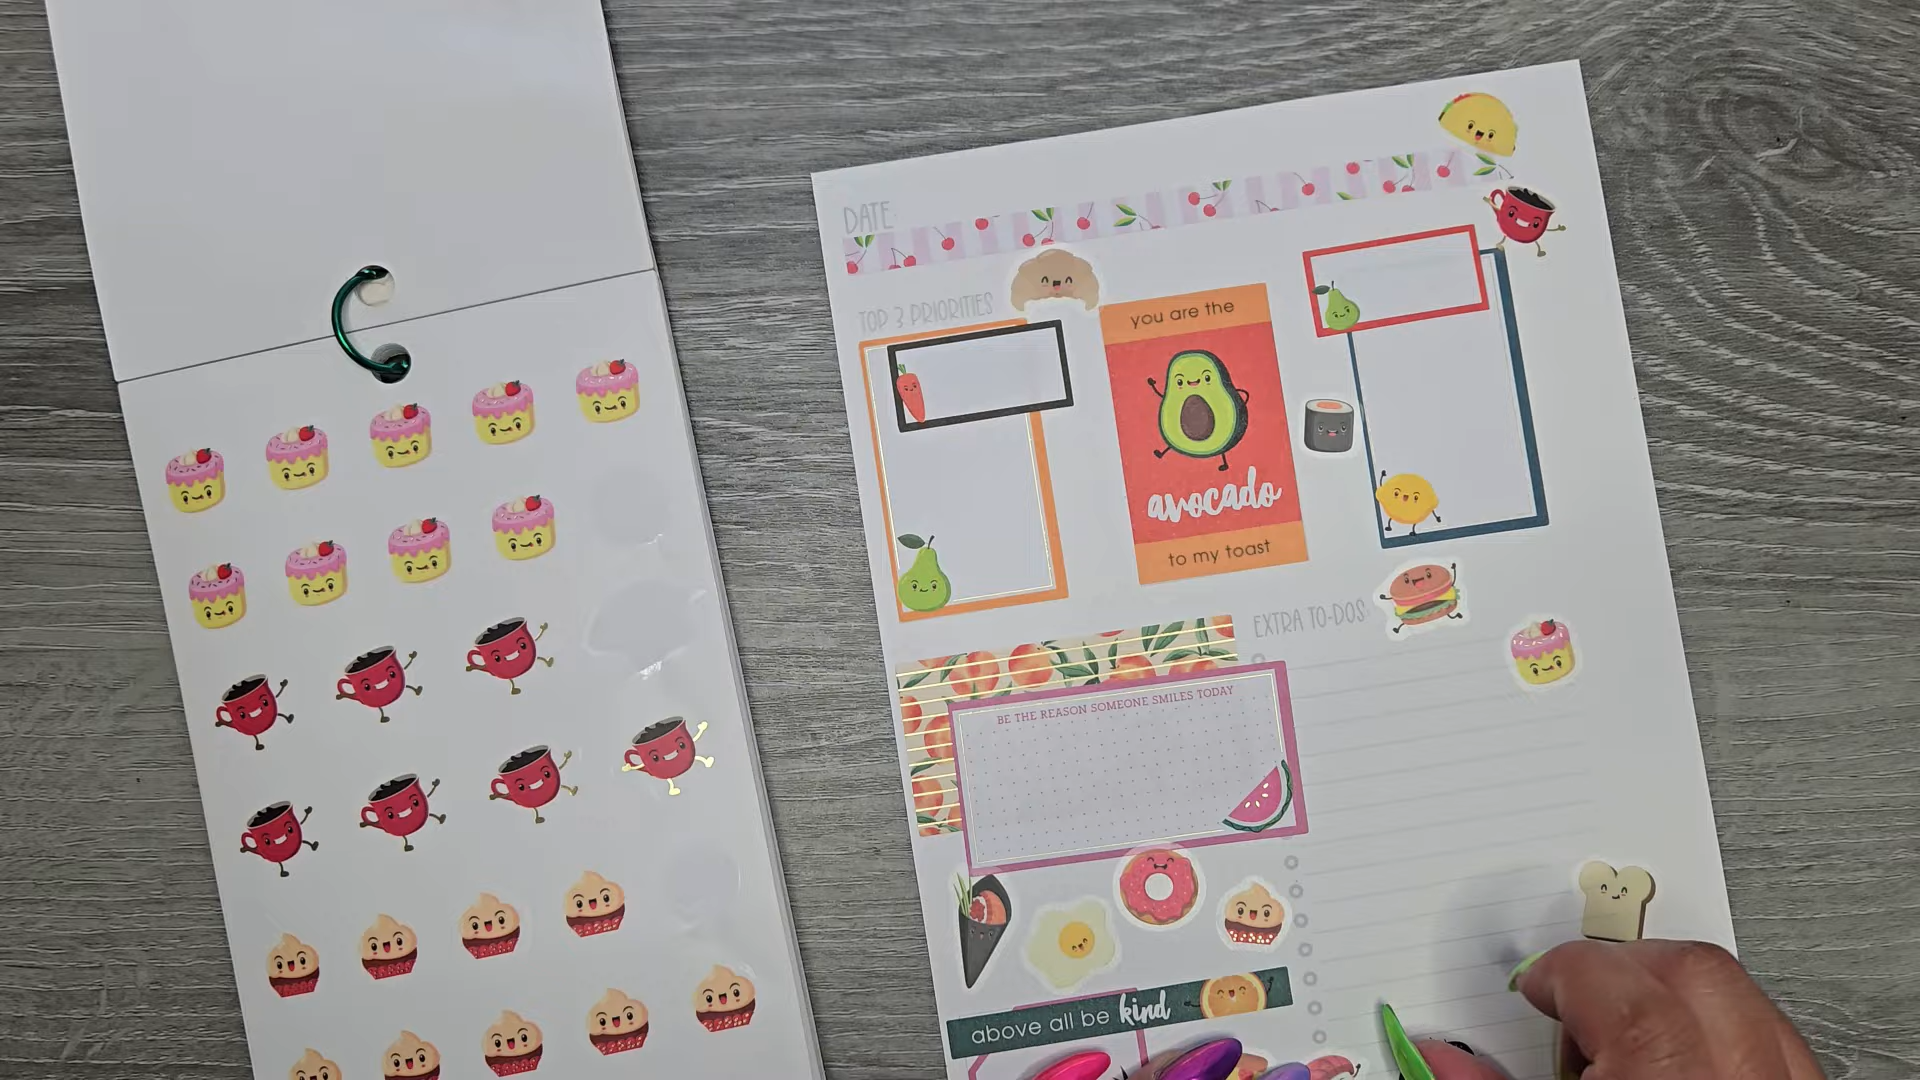 DATE:
TOP 3 PRIORITIES
you are the
avocado
to my toast
EXTRA TO-DOS:
BE THE REASON SOMEONE SMILES TODAY
above all be kind